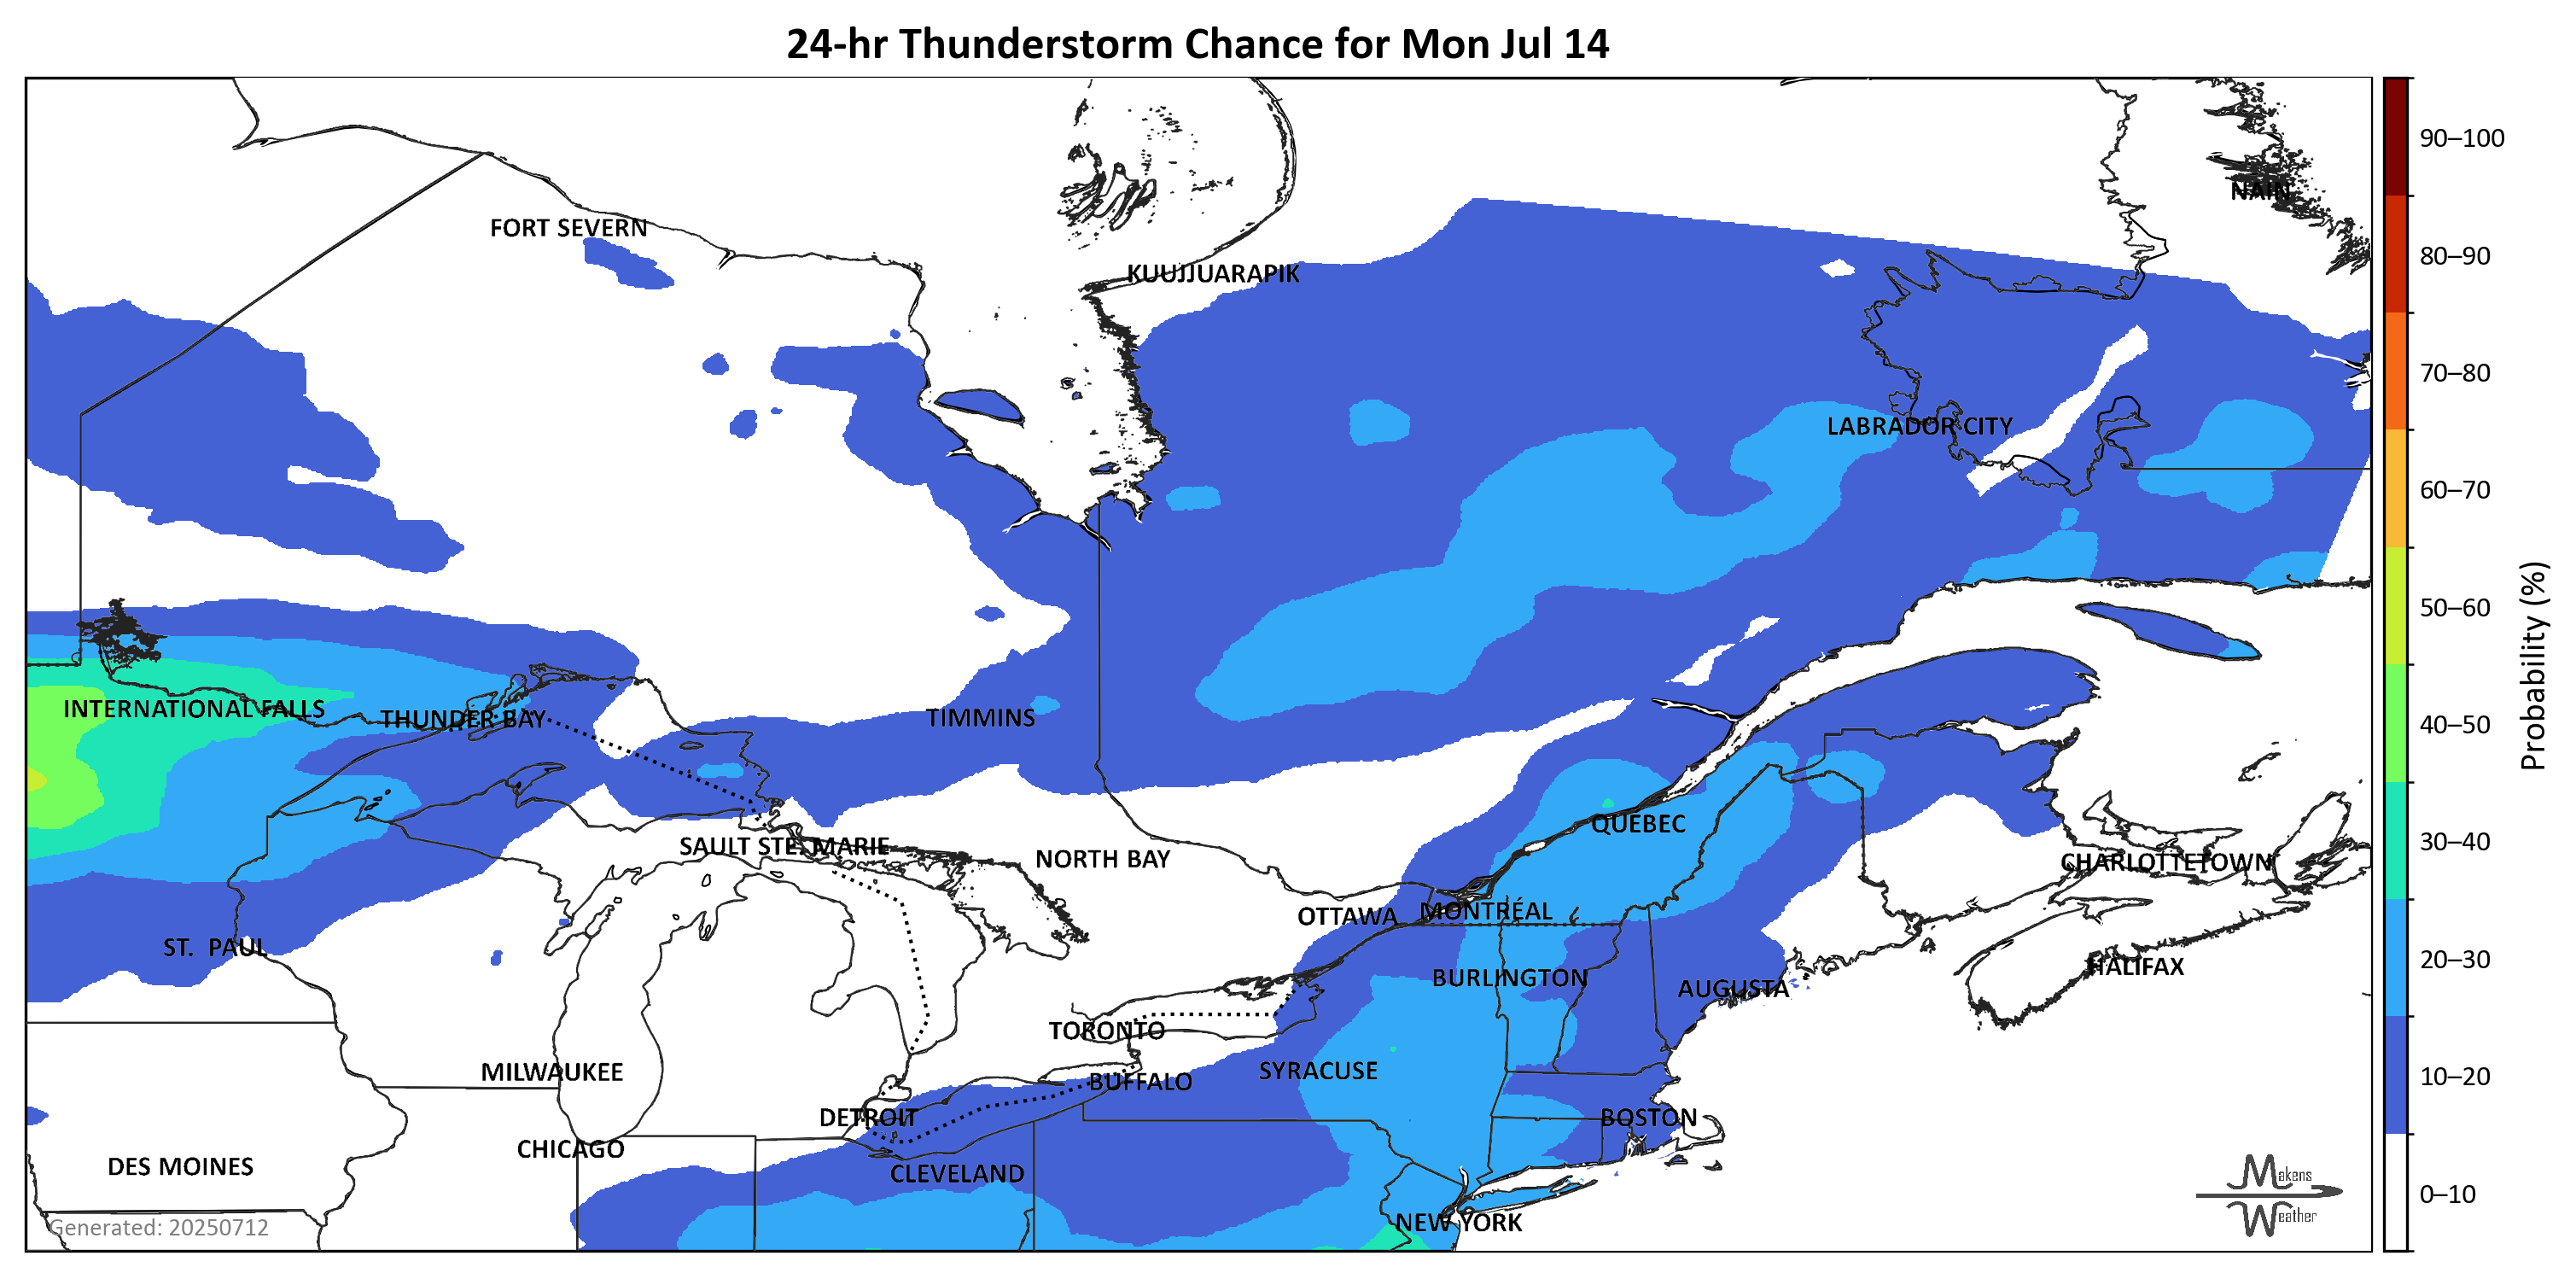 24-hr Thunderstorm Chance for Mon Jul 14
90–100
NAIN
FORT SEVERN
80–90
KUUJJUARAPIK
70–80
LABRADOR CITY
60–70
50–60
Probability (%)
INTERNATIONAL FALLS
THUNDER BAY
TIMMINS
40–50
QUEBEC
30–40
SAULT STE. MARIE
NORTH BAY
CHARLOTTETOWN
OTTAWA
MONTRÉAL
ST. PAUL
20–30
HALIFAX
BURLINGTON
AUGUSTA
TORONTO
MILWAUKEE
SYRACUSE
BUFFALO
10–20
DETROIT
BOSTON
CHICAGO
DES MOINES
CLEVELAND
Makens
Weather
0–10
NEW YORK
Generated: 20250712